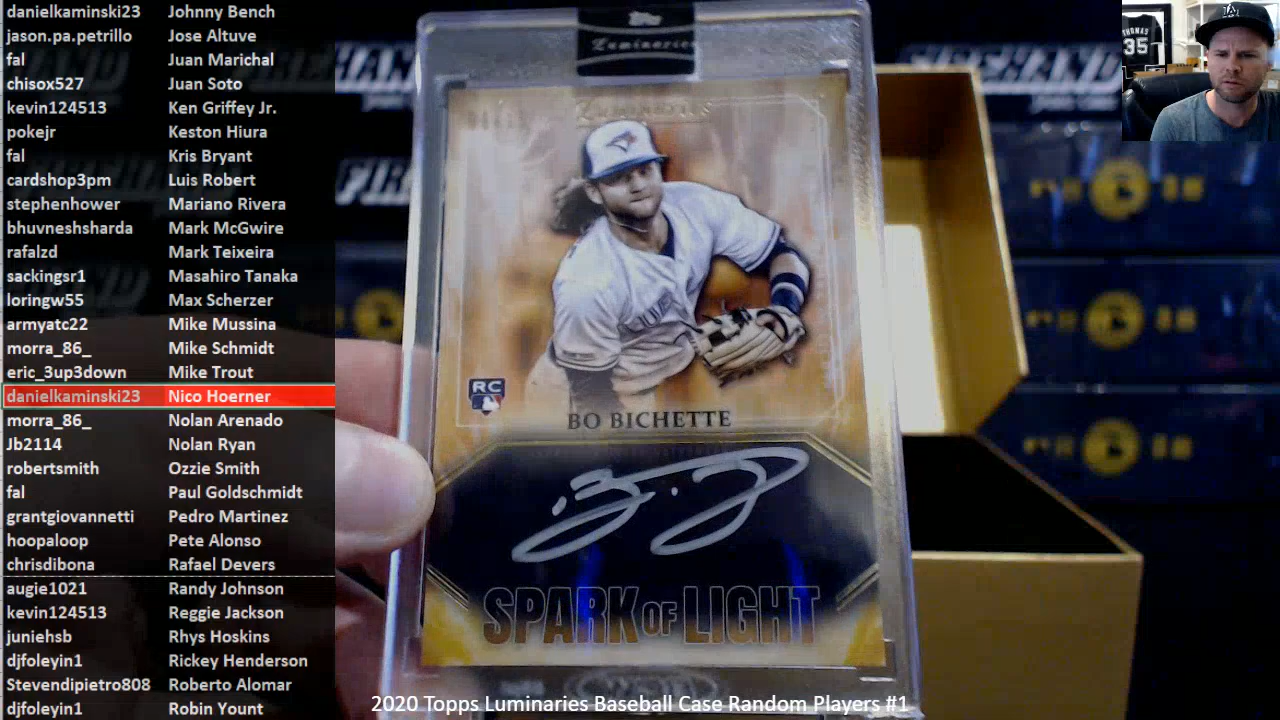 danielkaminski23 Johnny Bench
jason.pa.petrillo Jose Altuve
fal Juan Marichal
chisox527 Juan Soto
kevin124513 Ken Griffey Jr.
pokejr Keston Hiura
fal Kris Bryant
cardshop3pm Luis Robert
stephenhower Mariano Rivera
bhuvneshsharda Mark McGwire
rafalzd Mark Teixeira
sackingsr1 Masahiro Tanaka
loringw55 Max Scherzer
armyatc22 Mike Mussina
morra_86_ Mike Schmidt
eric_3up3down Mike Trout
danielkaminski23 Nico Hoerner
morra_86_ Nolan Arenado
Jb2114 Nolan Ryan
robertsmith Ozzie Smith
fal Paul Goldschmidt
grantgiovannetti Pedro Martinez
hoopaloop Pete Alonso
chrisdibona Rafael Devers
augie1021 Randy Johnson
kevin124513 Reggie Jackson
juniehsb Rhys Hoskins
djfoleyin1 Rickey Henderson
Stevendipietro808 Roberto Alomar
djfoleyin1 Robin Yount
Luminaries
Luminaries
RC
BO BICHETTE
SPARK OF LIGHT
THOMAS
35
LA
2020 Topps Luminaries Baseball Case Random Players #1